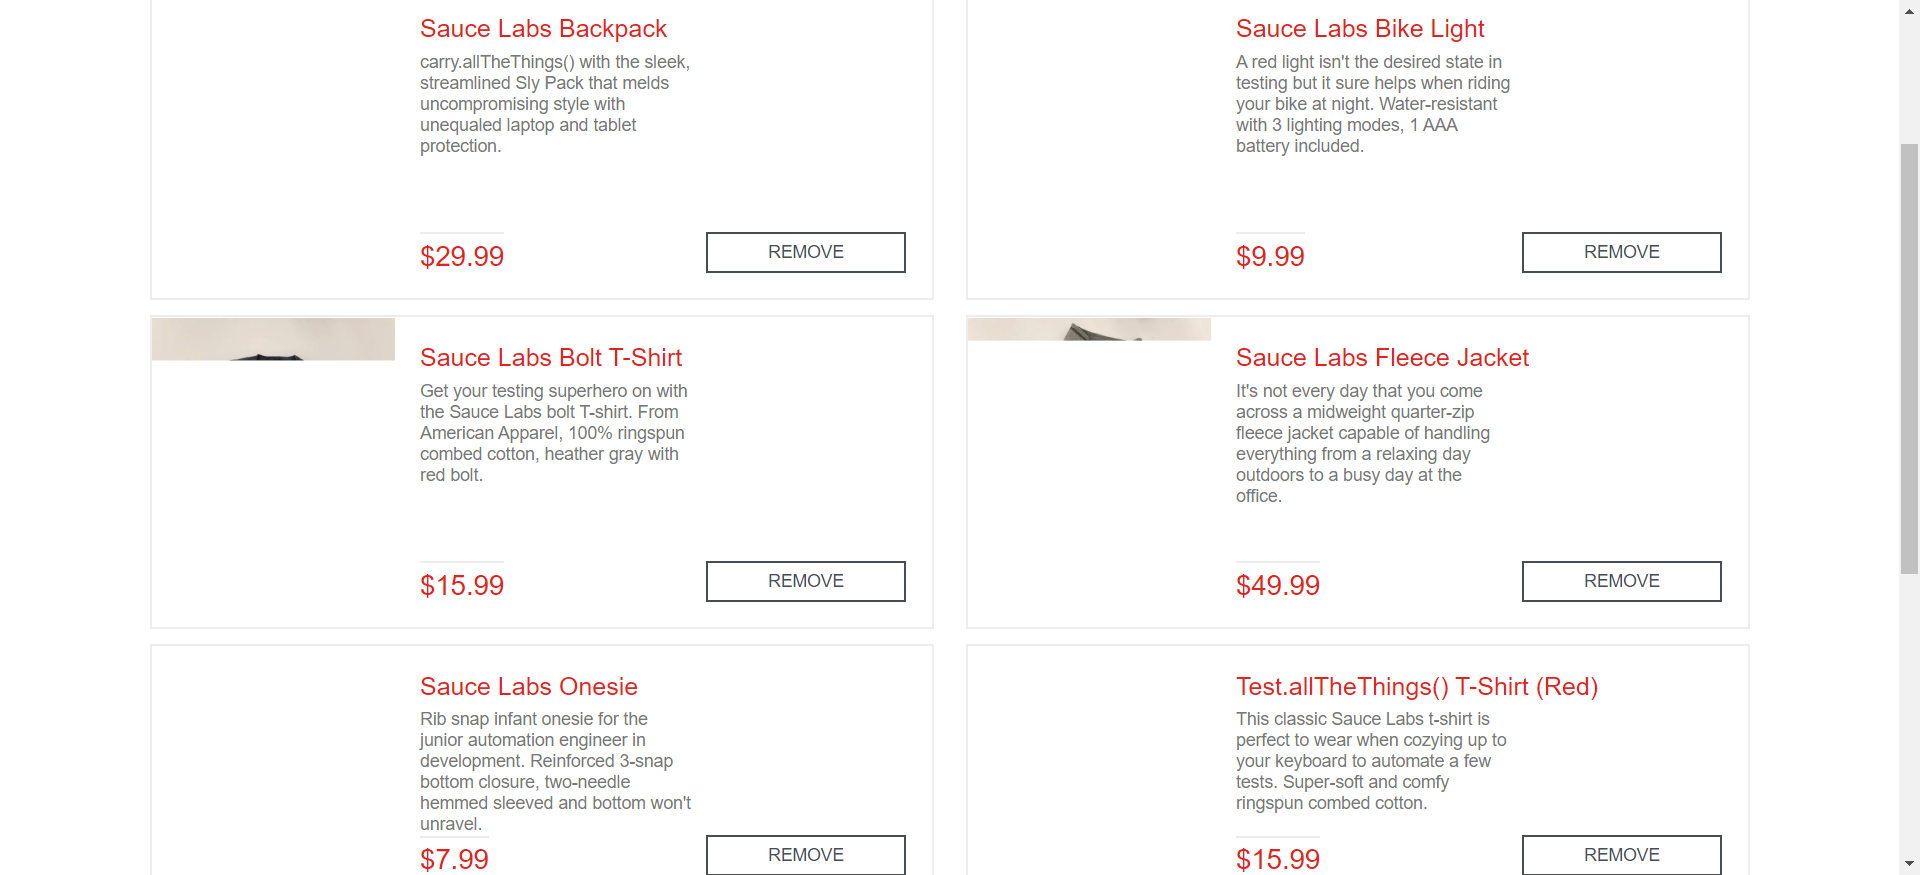 Sauce Labs Backpack
carry.allTheThings() with the sleek,
streamlined Sly Pack that melds
uncompromising style with
unequaled laptop and tablet
protection.
$29.99
REMOVE
Sauce Labs Bike Light
A red light isn't the desired state in
testing but it sure helps when riding
your bike at night. Water-resistant
with 3 lighting modes, 1 AAA
battery included.
$9.99
REMOVE
Sauce Labs Bolt T-Shirt
Get your testing superhero on with
the Sauce Labs bolt T-shirt. From
American Apparel, 100% ringspun
combed cotton, heather gray with
red bolt.
$15.99
REMOVE
Sauce Labs Fleece Jacket
It's not every day that you come
across a midweight quarter-zip
fleece jacket capable of handling
everything from a relaxing day
outdoors to a busy day at the
office.
$49.99
REMOVE
Sauce Labs Onesie
Rib snap infant onesie for the
junior automation engineer in
development. Reinforced 3-snap
bottom closure, two-needle
hemmed sleeved and bottom won't
unravel.
$7.99
REMOVE
Test.allTheThings() T-Shirt (Red)
This classic Sauce Labs t-shirt is
perfect to wear when cozying up to
your keyboard to automate a few
tests. Super-soft and comfy
ringspun combed cotton.
$15.99
REMOVE